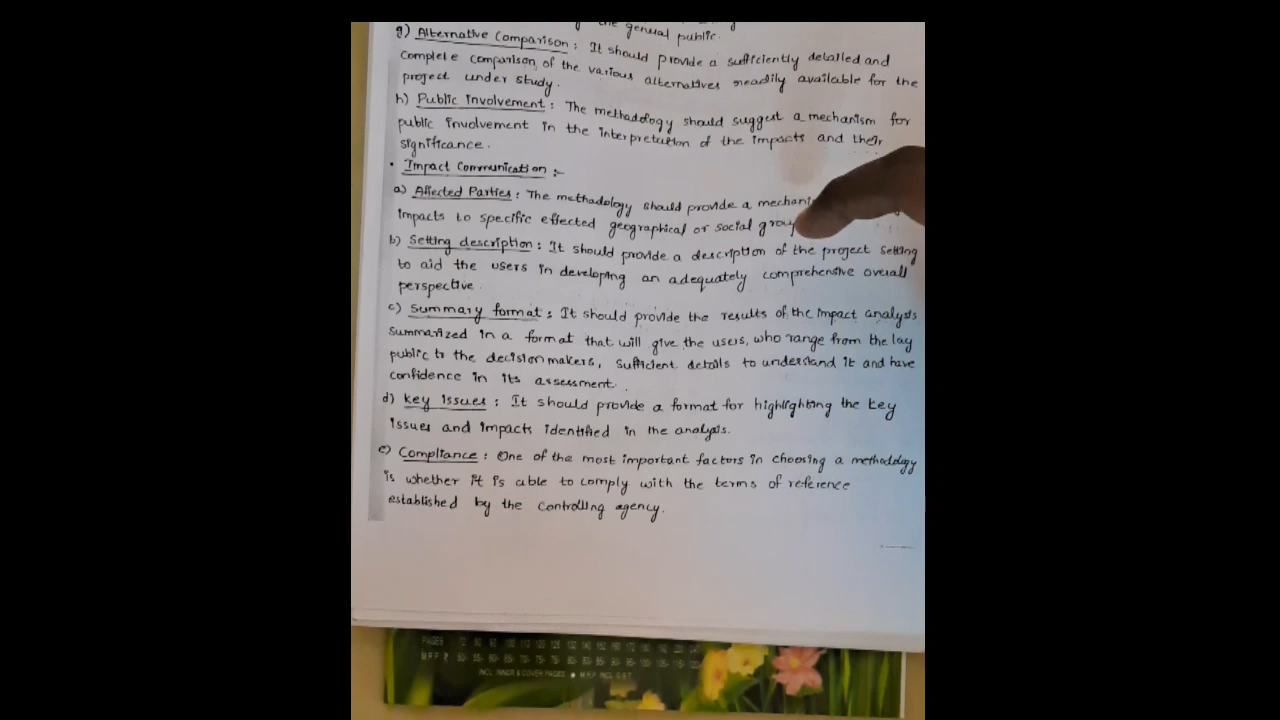 the general public.
g) Alternative Comparison : It should provide a sufficiently detailed and
complete comparison of the various alternatives readily available for the
project under study.
h) Public involvement : The methodology should suggest a mechanism for
public involvement in the interpretation of the impacts and their
significance.
• Impact Communication :-
a) Affected Parties : The methodology should provide a
impacts to specific effected geographical or social
b) Setting description : It should provide a description of the project setting
to aid the users in developing an adequately comprehensive overall
perspective.
c) Summary format : It should provide the results of the impact analysis
summarized in a format that will give the users, who range from the lay
public to the decision makers, sufficient details to understand it and have
confidence in its assessment.
d) Key issues : It should provide a format for highlighting the key
issues and impacts identified in the analysis.
e) Compliance : One of the most important factors in choosing a methodology
is whether it is able to comply with the terms of reference
established by the controlling agency.
PAGES
M.R.P. ₹
INCL. INNER & COVER PAGES ● M.R.P. INCL. G.S.T.